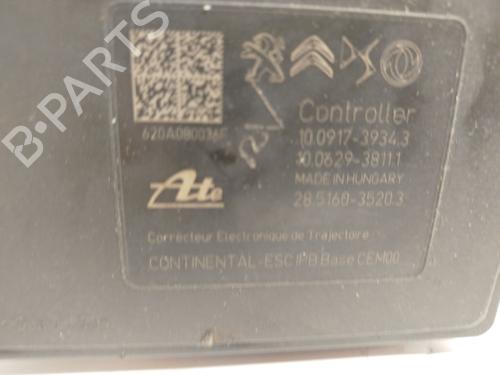 Controller
10.0917-3934.3
10.0629-3811.1
MADE IN HUNGARY
28.5160-3520.3
Ate
Correcteur Electronique de Trajectoire
CONTINENTAL-ESC IPB Base CEM00
B-PARTS